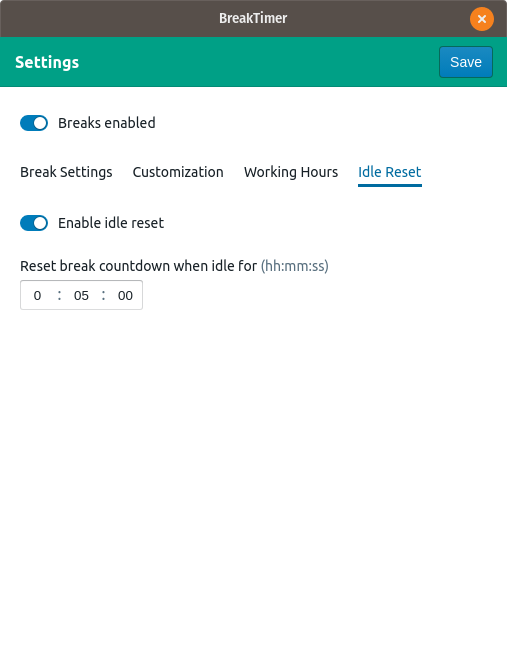 BreakTimer
Settings
Save
Breaks enabled
Break Settings Customization Working Hours Idle Reset
Enable idle reset
Reset break countdown when idle for (hh:mm:ss)
0 : 05 : 00